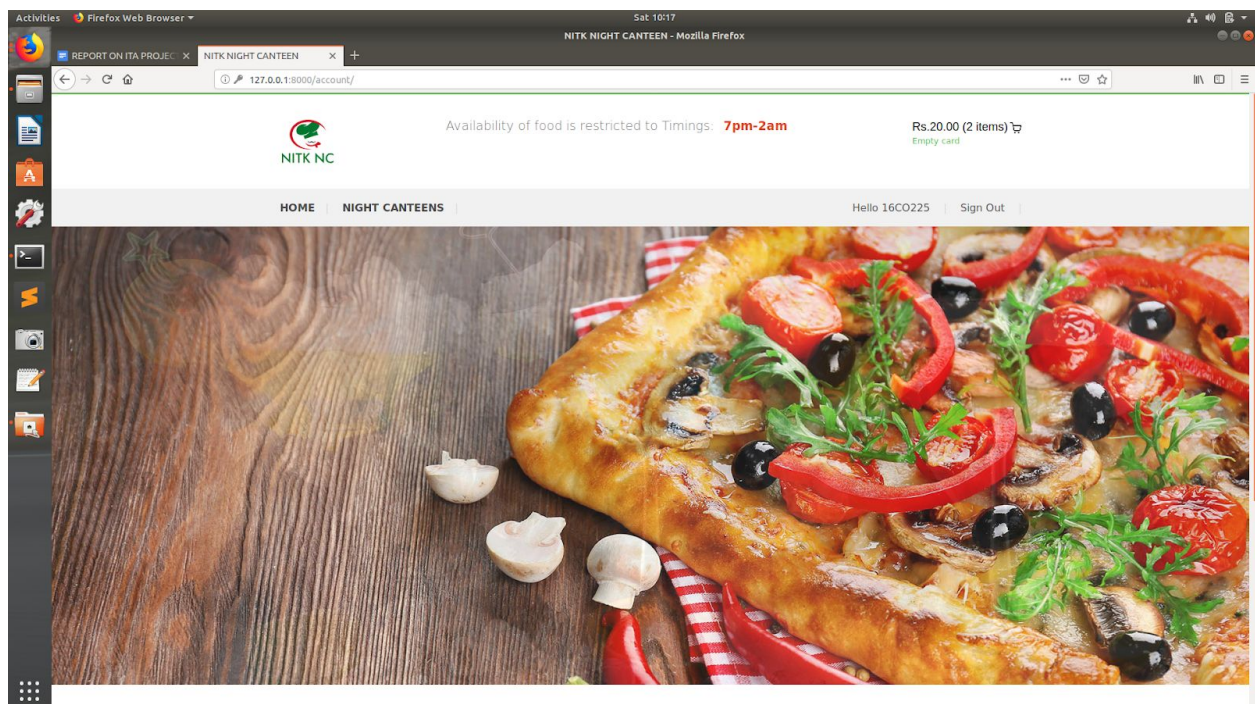 Activities Firefox Web Browser Sat 10:17
NITK NIGHT CANTEEN - Mozilla Firefox
REPORT ON ITA PROJEC NITK NIGHT CANTEEN
127.0.0.1:8000/account/
NITK NC
Availability of food is restricted to Timings: 7pm-2am
Rs.20.00 (2 items)
Empty card
HOME NIGHT CANTEENS Hello 16CO225 Sign Out